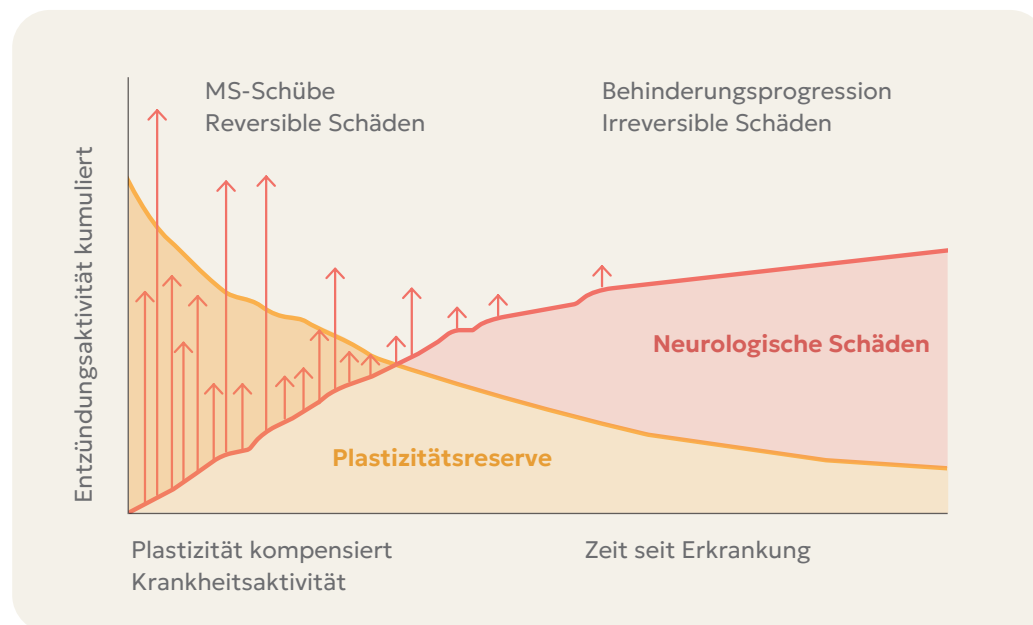 MS-Schübe
Reversible Schäden
Behinderungsprogression
Irreversible Schäden
Entzündungsaktivität kumuliert
Neurologische Schäden
Plastizitätsreserve
Plastizität kompensiert
Krankheitsaktivität
Zeit seit Erkrankung